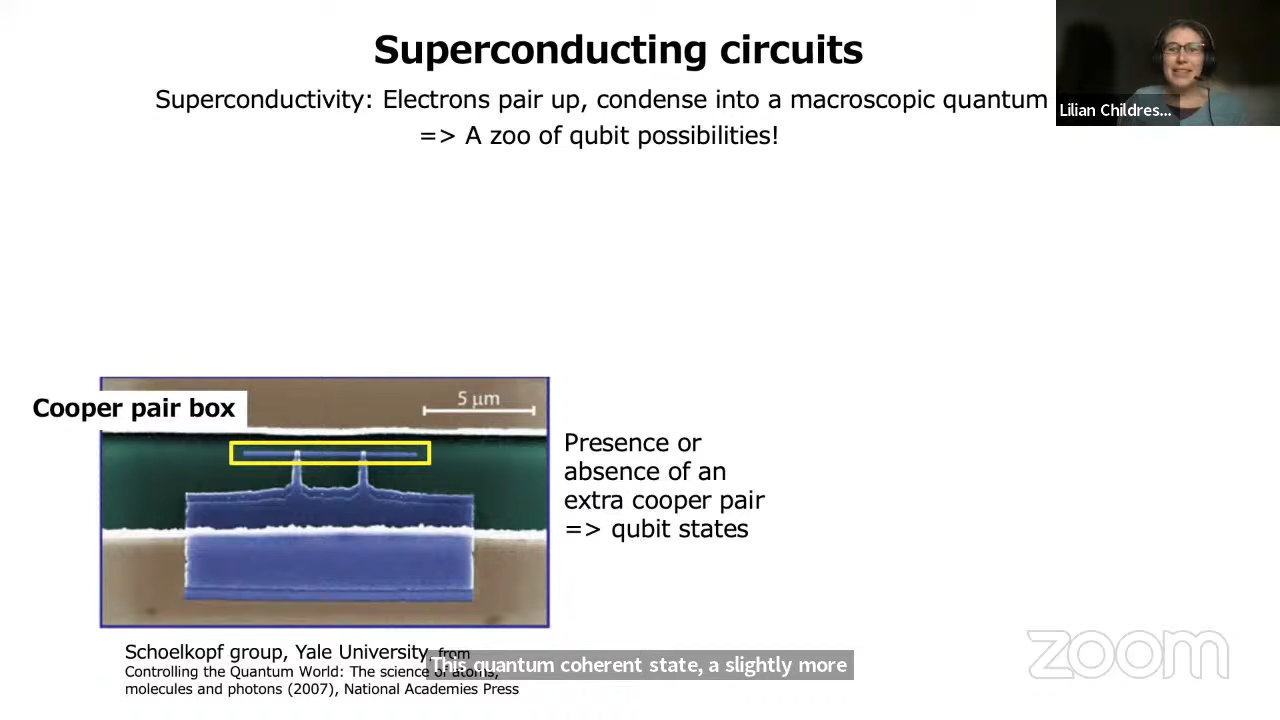 Superconducting circuits
Superconductivity: Electrons pair up, condense into a macroscopic quantum
=> A zoo of qubit possibilities!
Lilian Childres...
Cooper pair box
5 μm
Presence or
absence of an
extra cooper pair
=> qubit states
Schoelkopf group, Yale University, from
Controlling the Quantum World: The science of atoms,
molecules and photons (2007), National Academies Press
This quantum coherent state, a slightly more
zoom